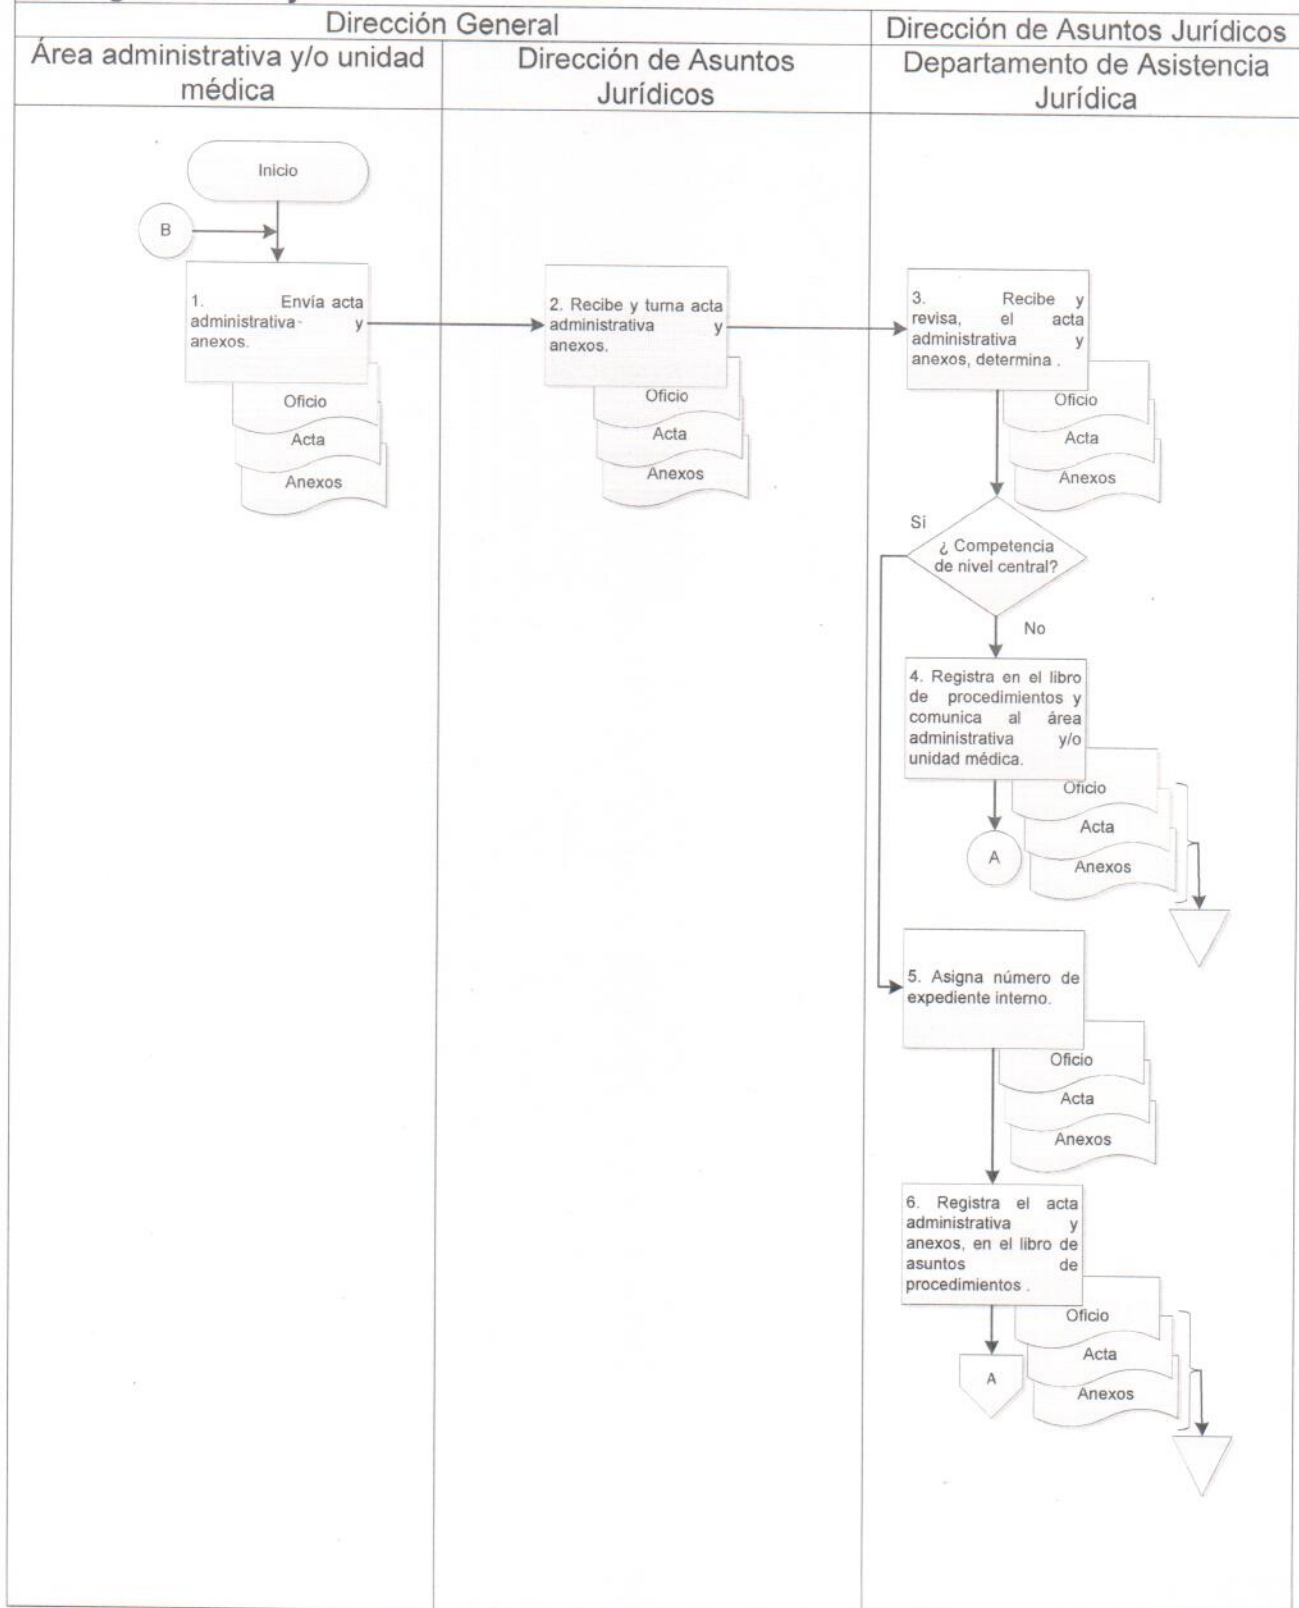 Dirección General
Dirección de Asuntos Jurídicos
Área administrativa y/o unidad
médica
Dirección de Asuntos
Jurídicos
Departamento de Asistencia
Jurídica
Inicio
B
1. Envía acta
administrativa y
anexos.
Oficio
Acta
Anexos
2. Recibe y turna acta
administrativa y
anexos.
Oficio
Acta
Anexos
3. Recibe y
revisa, el acta
administrativa y
anexos, determina .
Oficio
Acta
Anexos
Sí
¿ Competencia
de nivel central?
No
4. Registra en el libro
de procedimientos y
comunica al área
administrativa y/o
unidad médica.
Oficio
Acta
Anexos
A
5. Asigna número de
expediente interno.
Oficio
Acta
Anexos
6. Registra el acta
administrativa y
anexos, en el libro de
asuntos de
procedimientos .
Oficio
Acta
Anexos
A